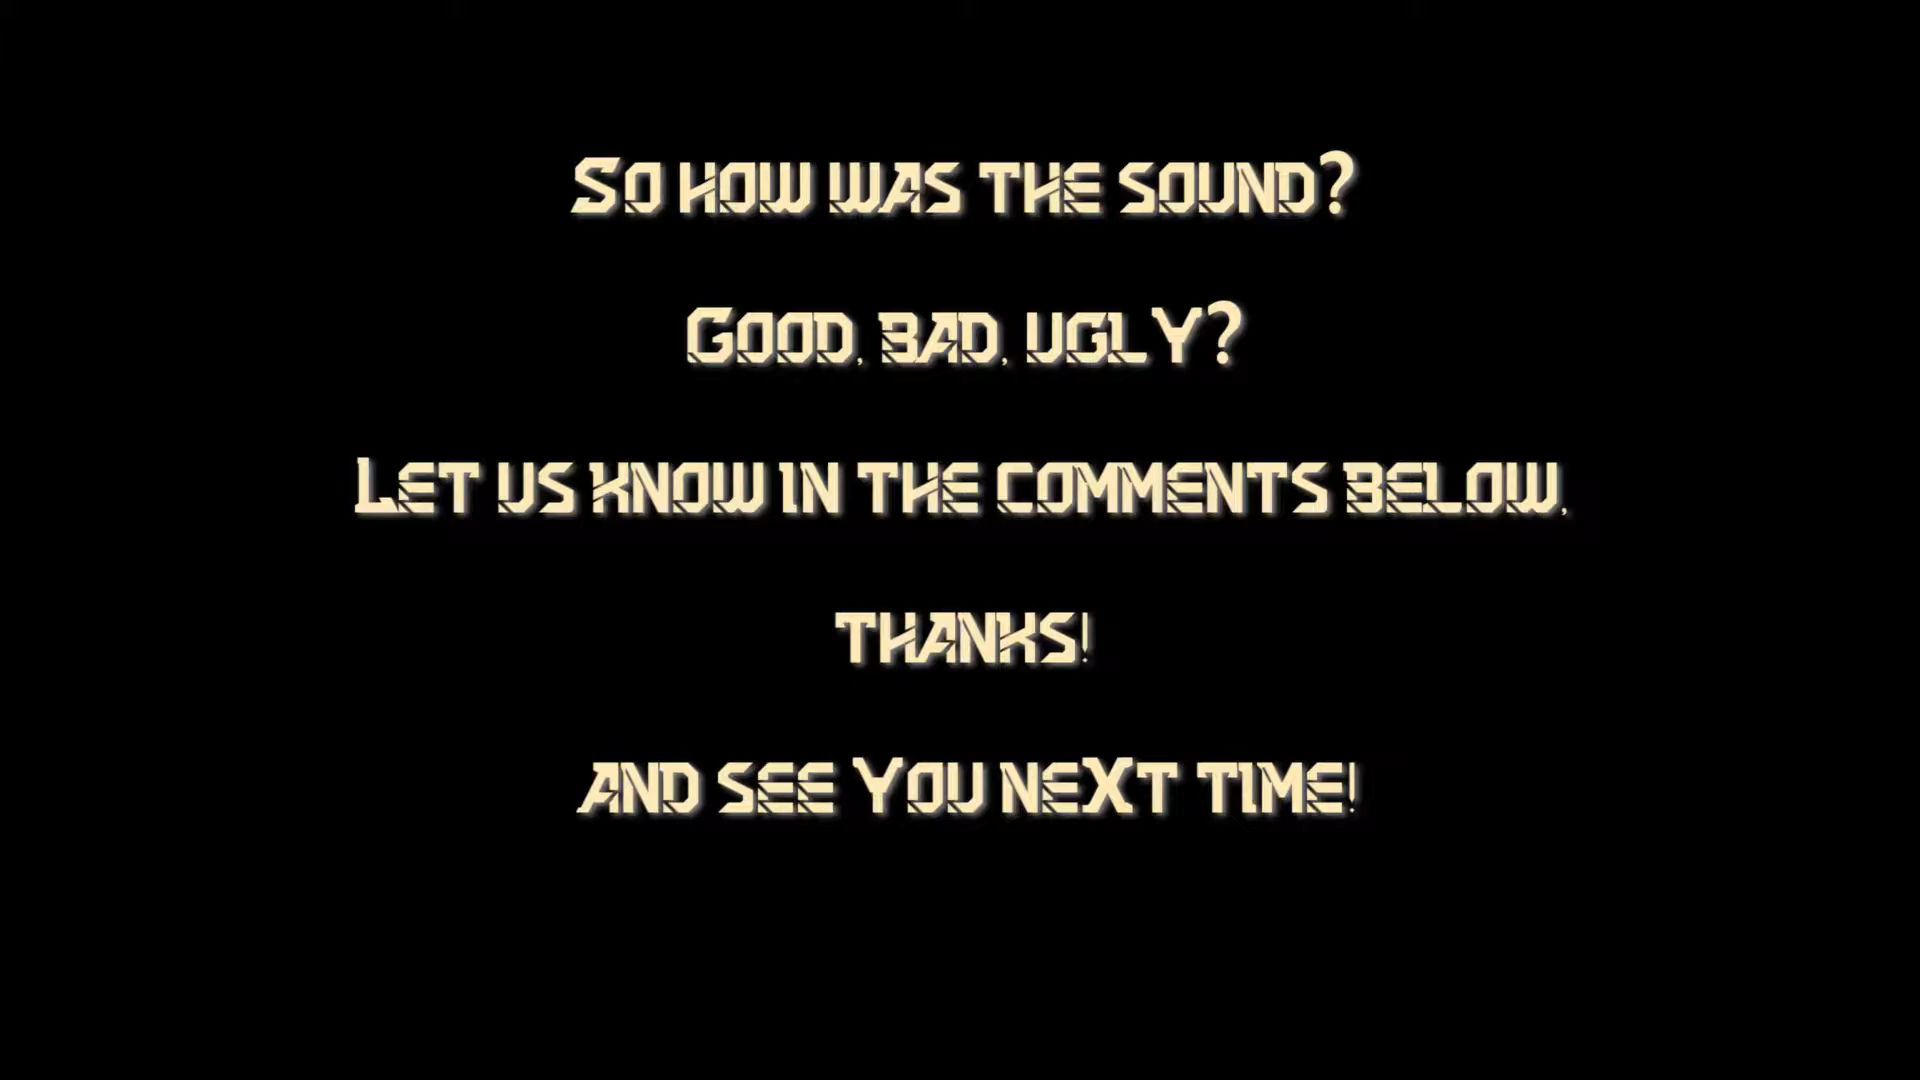 So how was the sound?
Good, bad, ugly?
Let us know in the comments below,
thanks!
and see you next time!